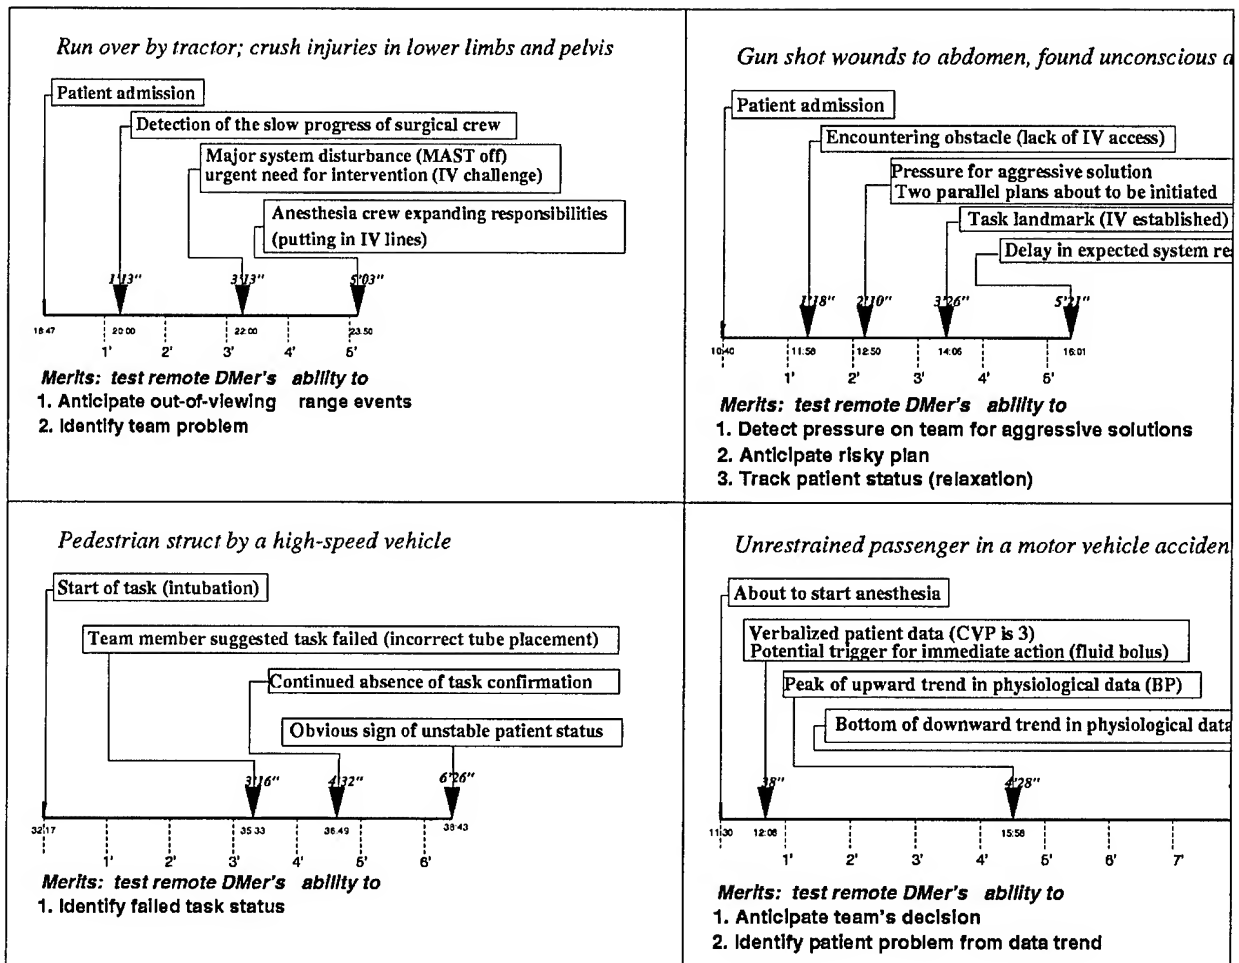 Run over by tractor; crush injuries in lower limbs and pelvis
Patient admission
Detection of the slow progress of surgical crew
Major system disturbance (MAST off)
urgent need for intervention (IV challenge)
Anesthesia crew expanding responsibilities
(putting in IV lines)
1'13" 3'13" 5'03"
18:47 20:00 22:00 23:50
1' 2' 3' 4' 5'
Merits: test remote DMer's ability to
1. Anticipate out-of-viewing range events
2. Identify team problem
Gun shot wounds to abdomen, found unconscious a
Patient admission
Encountering obstacle (lack of IV access)
Pressure for aggressive solution
Two parallel plans about to be initiated
Task landmark (IV established)
Delay in expected system re
1'18" 2'10" 3'26" 5'21"
10:40 11:58 12:50 14:06 16:01
1' 2' 3' 4' 5'
Merits: test remote DMer's ability to
1. Detect pressure on team for aggressive solutions
2. Anticipate risky plan
3. Track patient status (relaxation)
Pedestrian struct by a high-speed vehicle
Start of task (intubation)
Team member suggested task failed (incorrect tube placement)
Continued absence of task confirmation
Obvious sign of unstable patient status
3'16" 4'32" 6'26"
32:17 35:33 36:49 38:43
1' 2' 3' 4' 5' 6'
Merits: test remote DMer's ability to
1. Identify failed task status
Unrestrained passenger in a motor vehicle acciden
About to start anesthesia
Verbalized patient data (CVP is 3)
Potential trigger for immediate action (fluid bolus)
Peak of upward trend in physiological data (BP)
Bottom of downward trend in physiological data
38" 4'28"
11:30 12:08 15:58
1' 2' 3' 4' 5' 6' 7'
Merits: test remote DMer's ability to
1. Anticipate team's decision
2. Identify patient problem from data trend